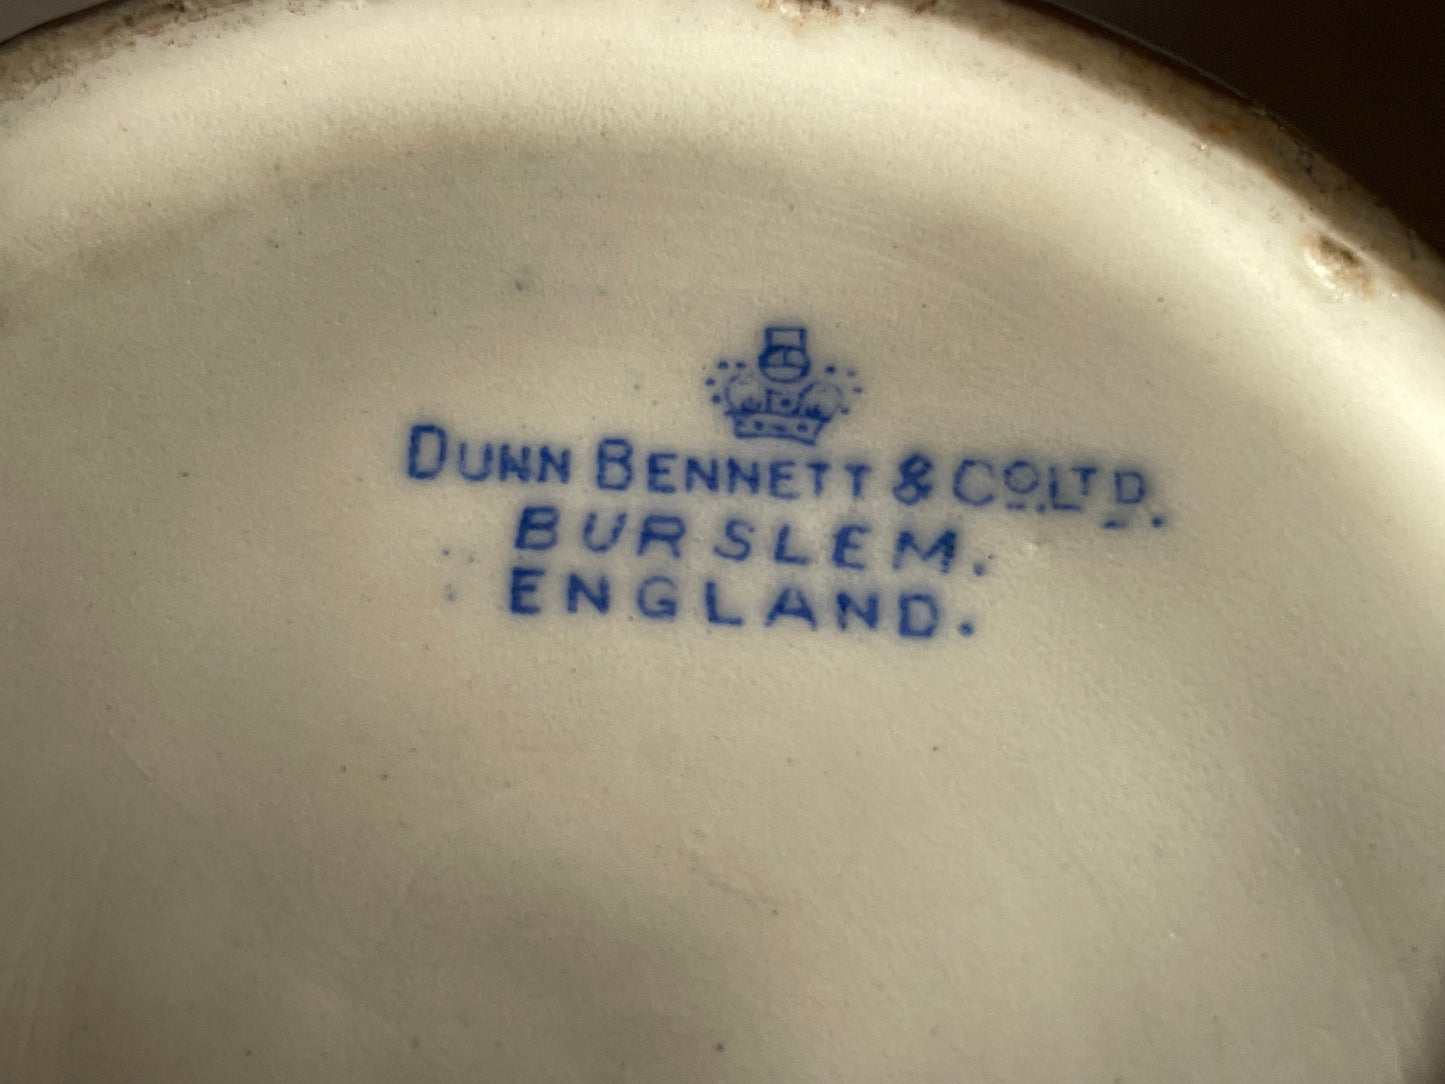 DUNN BENNETT & CO LTD.
BURSLEM.
ENGLAND.